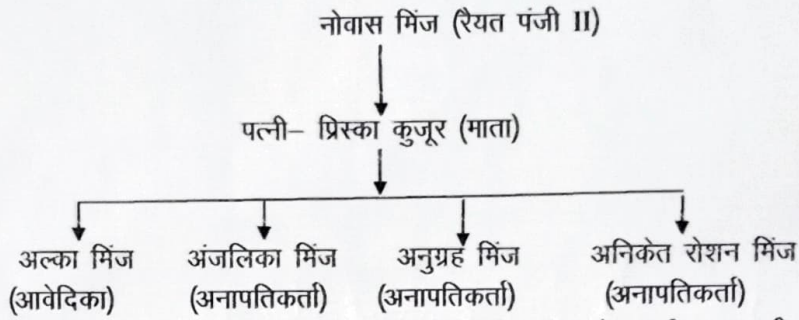 नोवास मिंज (रैयत पंजी II)
पत्नी– प्रिस्का कुजूर (माता)
अल्का मिंज अंजलिका मिंज अनुग्रह मिंज अनिकेत रोशन मिंज
(आवेदिका) (अनापतिकर्ता) (अनापतिकर्ता) (अनापतिकर्ता)